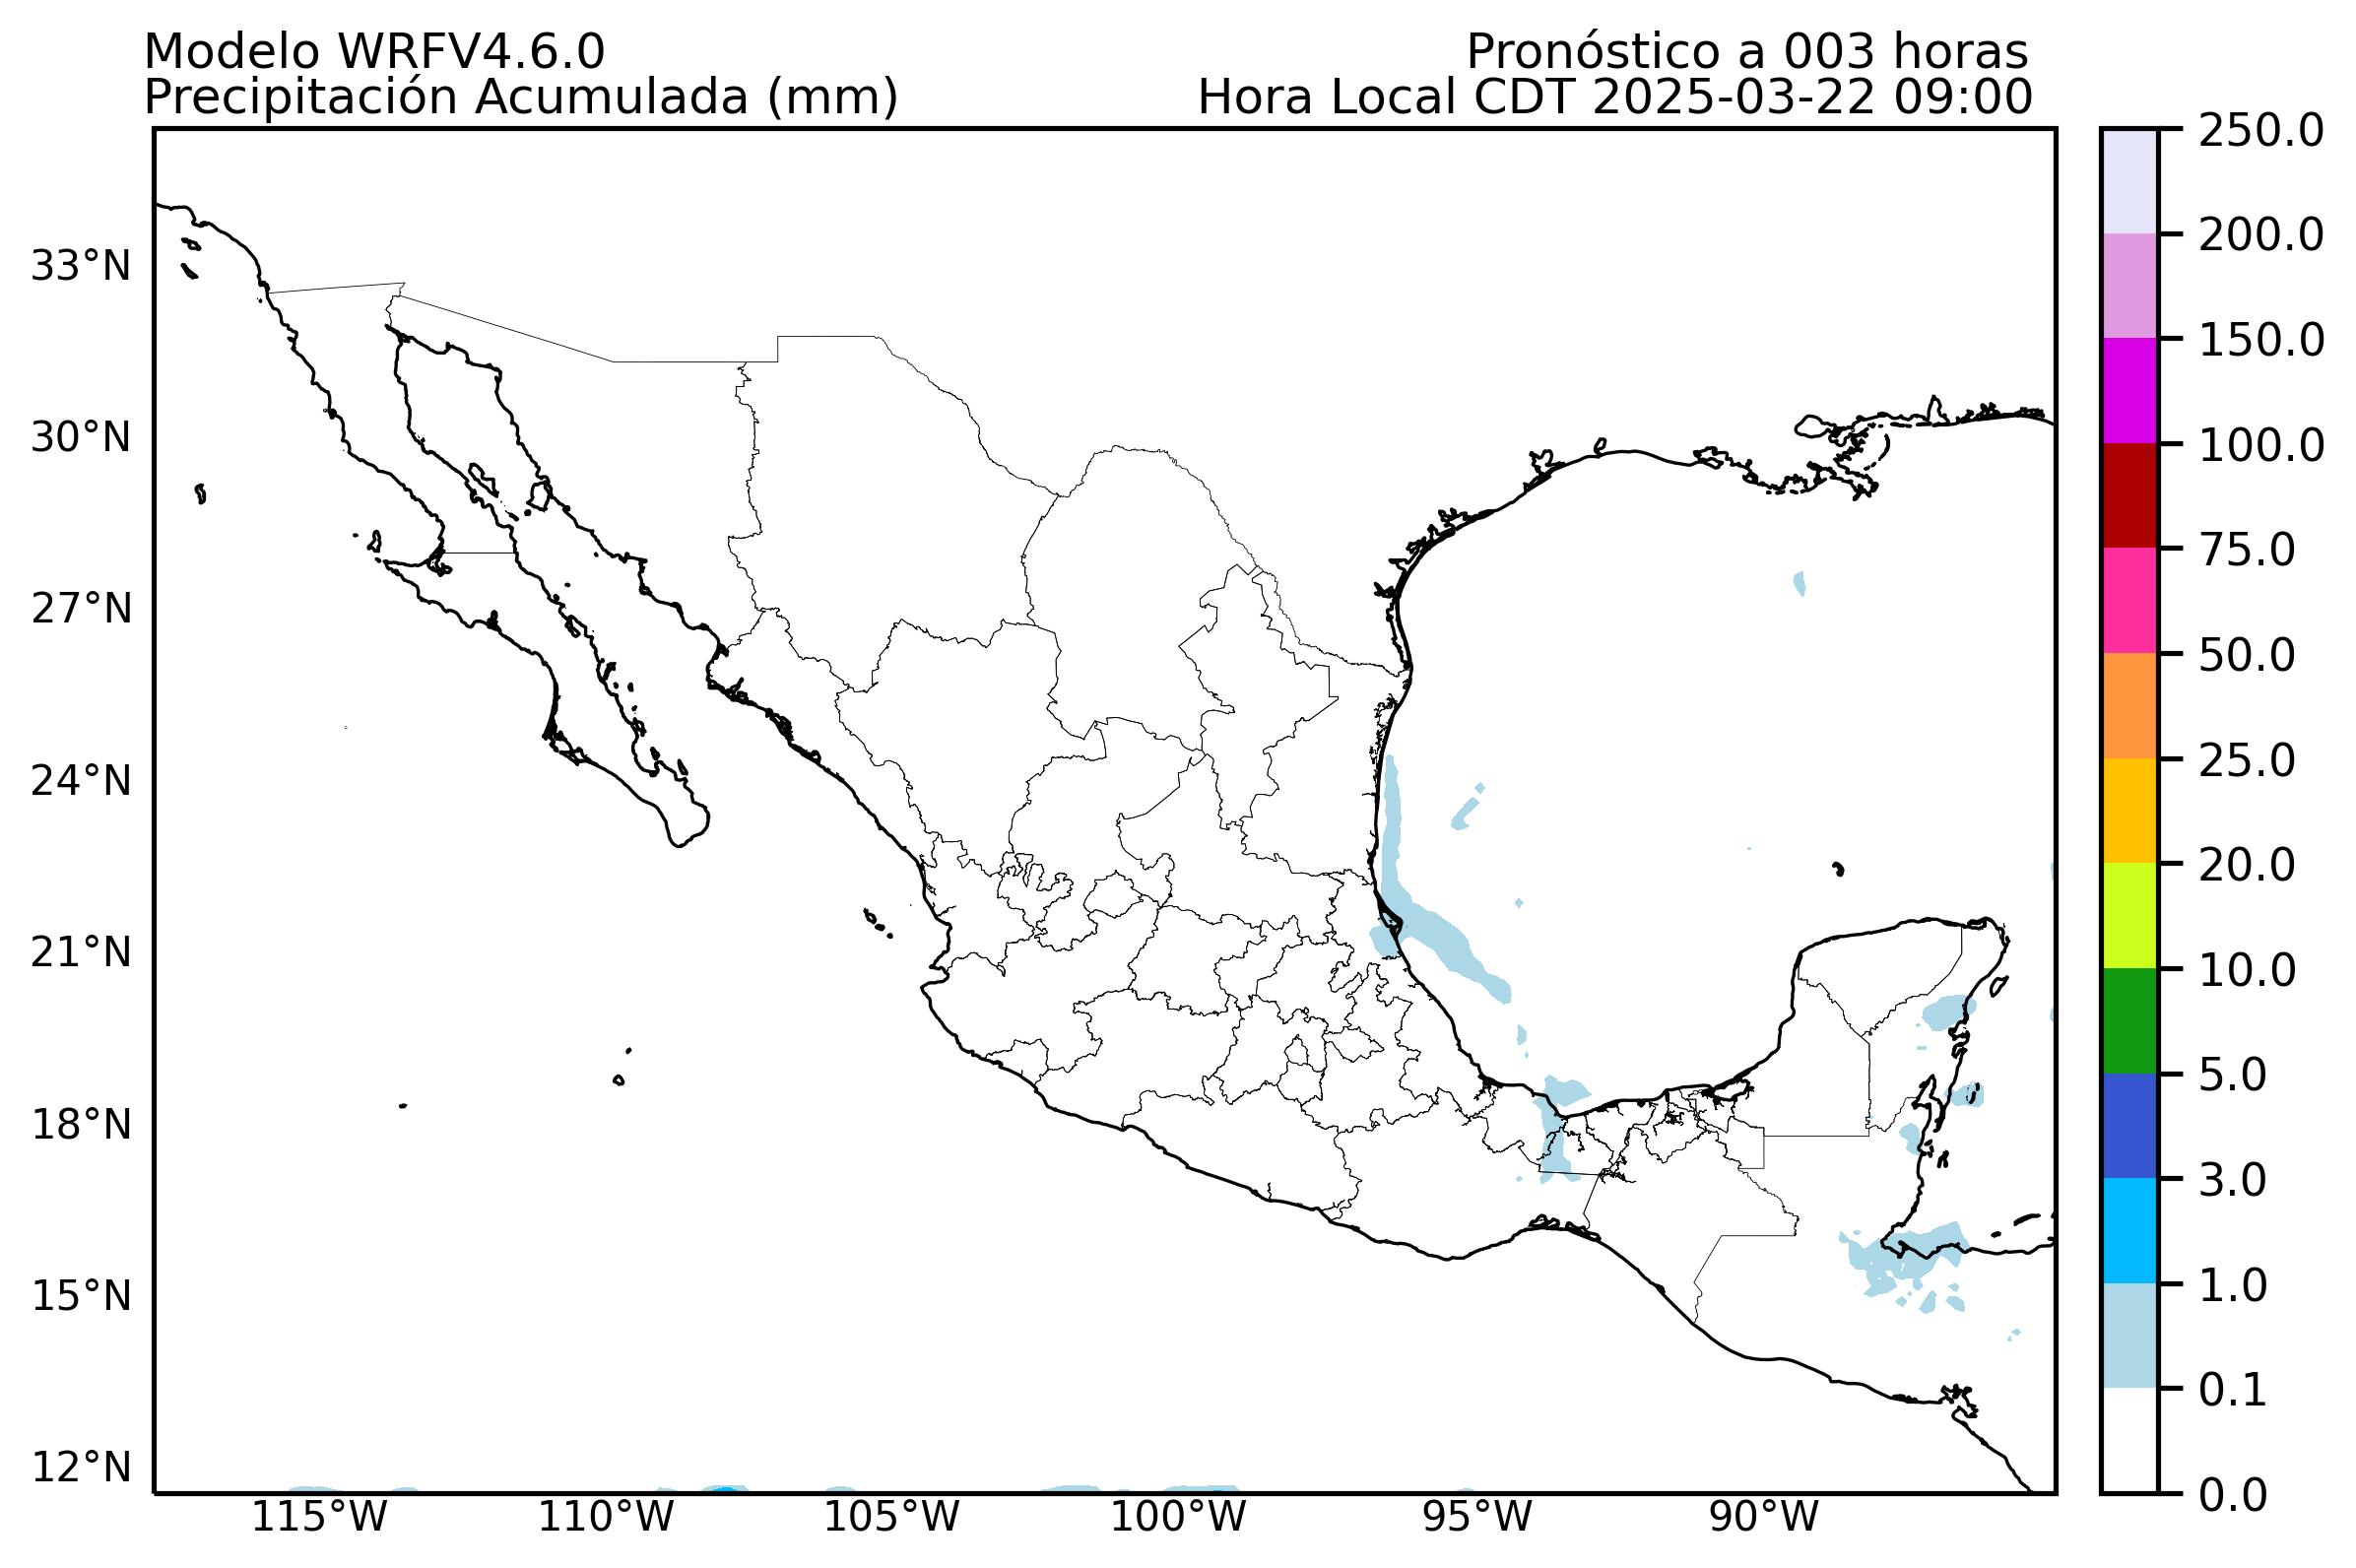 Modelo WRFV4.6.0
Pronóstico a 003 horas
Precipitación Acumulada (mm)
Hora Local CDT 2025-03-22 09:00
250.0
200.0
150.0
100.0
75.0
50.0
25.0
20.0
10.0
5.0
3.0
1.0
0.1
0.0
33°N
30°N
27°N
24°N
21°N
18°N
15°N
12°N
115°W
110°W
105°W
100°W
95°W
90°W